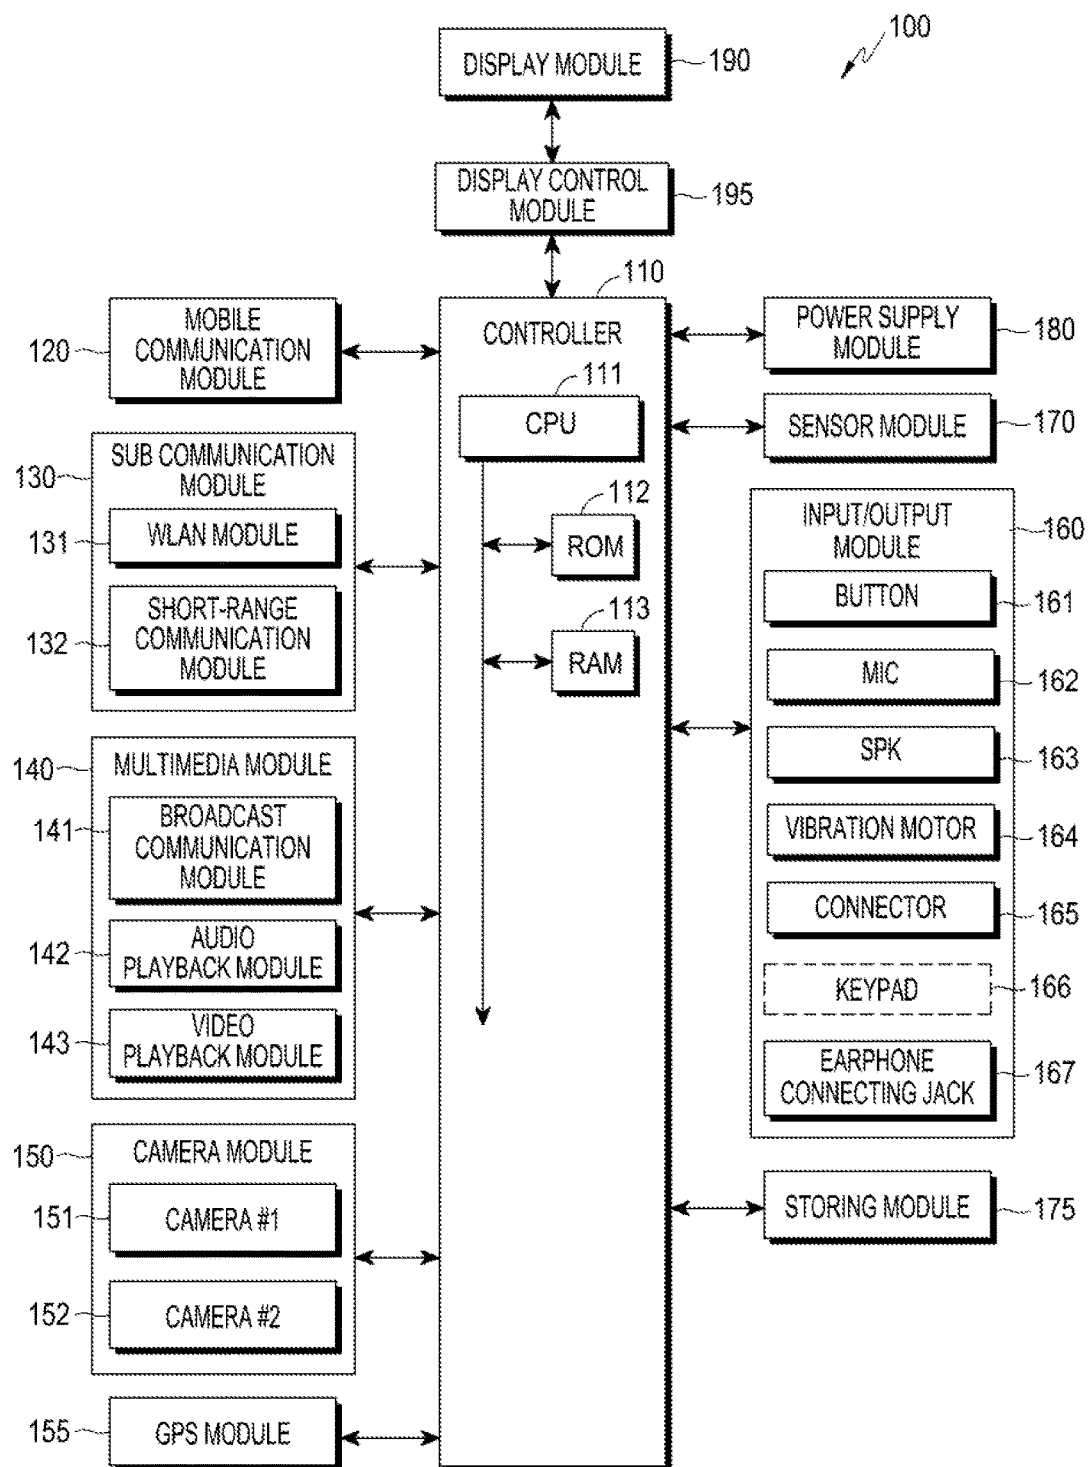 100
DISPLAY MODULE
190
DISPLAY CONTROL
MODULE
195
110
CONTROLLER
111
CPU
112
ROM
113
RAM
120
MOBILE
COMMUNICATION
MODULE
130
SUB COMMUNICATION
MODULE
131
WLAN MODULE
132
SHORT-RANGE
COMMUNICATION
MODULE
140
MULTIMEDIA MODULE
141
BROADCAST
COMMUNICATION
MODULE
142
AUDIO
PLAYBACK MODULE
143
VIDEO
PLAYBACK MODULE
150
CAMERA MODULE
151
CAMERA #1
152
CAMERA #2
155
GPS MODULE
POWER SUPPLY
MODULE
180
SENSOR MODULE
170
INPUT/OUTPUT
MODULE
160
BUTTON
161
MIC
162
SPK
163
VIBRATION MOTOR
164
CONNECTOR
165
KEYPAD
166
EARPHONE
CONNECTING JACK
167
STORING MODULE
175